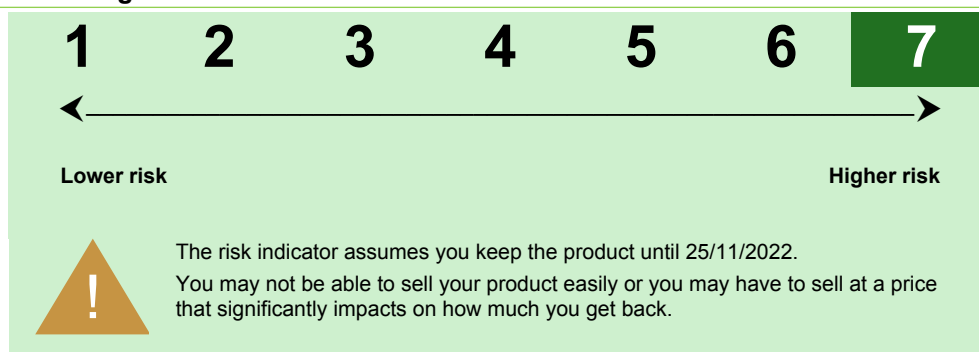 1 2 3 4 5 6 7
Lower risk Higher risk
!
The risk indicator assumes you keep the product until 25/11/2022.
You may not be able to sell your product easily or you may have to sell at a price
that significantly impacts on how much you get back.